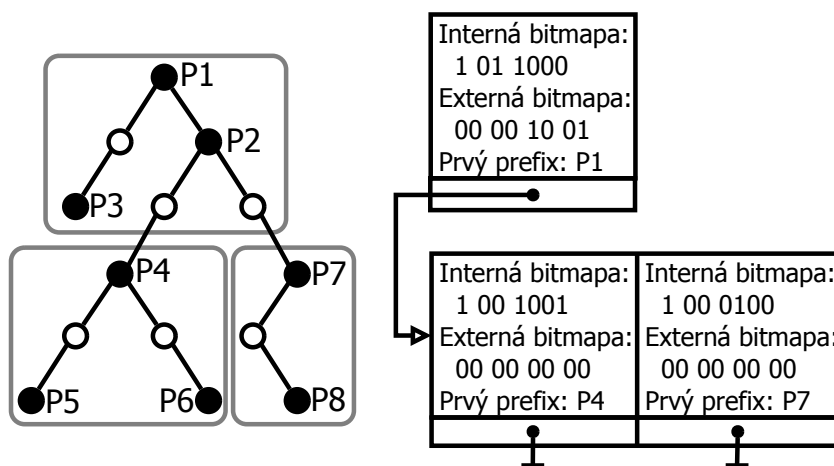 P1
P2
P3
P4
P7
P5
P6
P8
Interná bitmapa:
1 01 1000
Externá bitmapa:
00 00 10 01
Prvý prefix: P1
Interná bitmapa:
1 00 1001
Externá bitmapa:
00 00 00 00
Prvý prefix: P4
Interná bitmapa:
1 00 0100
Externá bitmapa:
00 00 00 00
Prvý prefix: P7